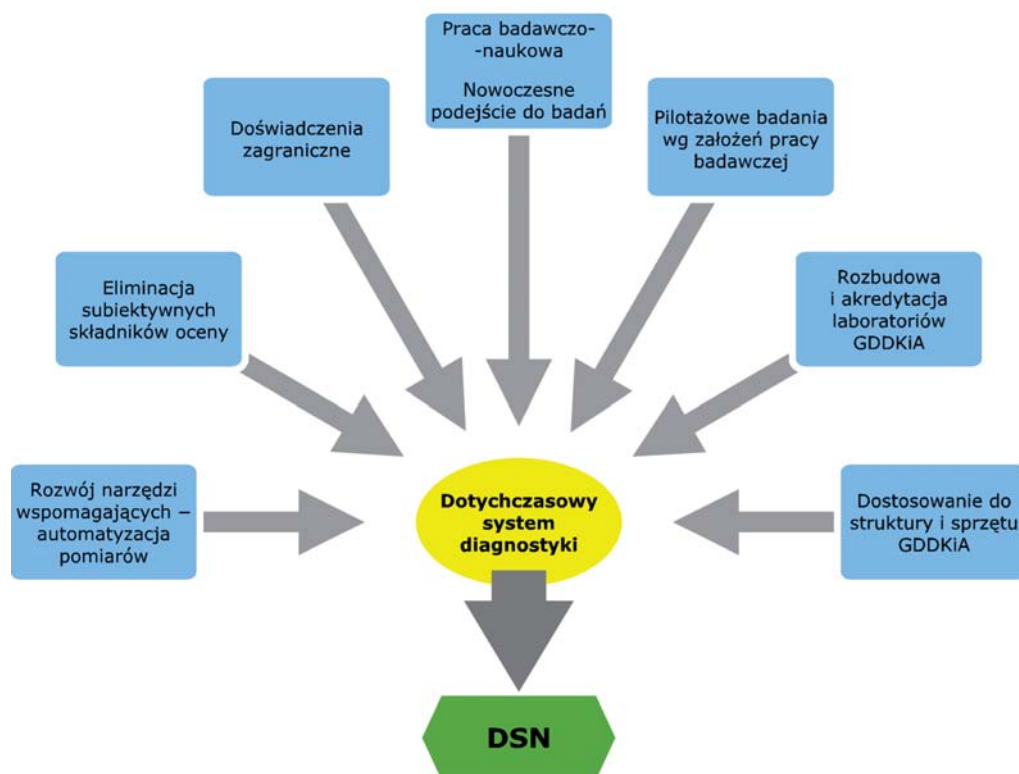 Praca badawczo-
-naukowa
Nowoczesne
podejście do badań
Doświadczenia
zagraniczne
Pilotażowe badania
wg założeń pracy
badawczej
Eliminacja
subiektywnych
składników oceny
Rozbudowa
i akredytacja
laboratoriów
GDDKiA
Rozwój narzędzi
wspomagających –
automatyzacja
pomiarów
Dotychczasowy
system
diagnostyki
Dostosowanie do
struktury i sprzętu
GDDKiA
DSN